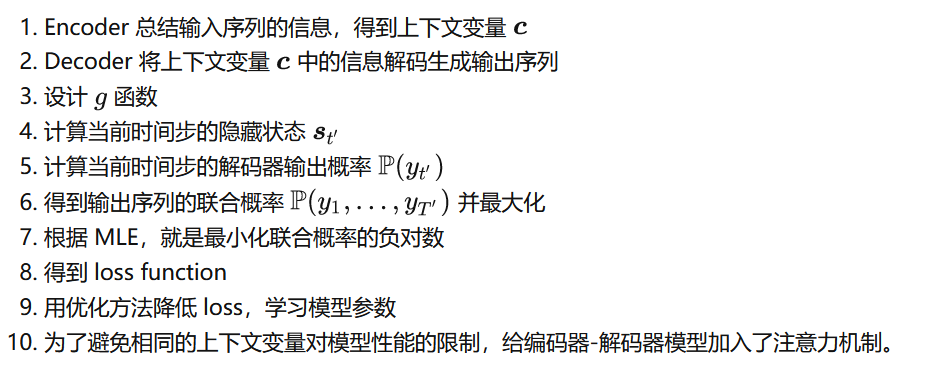 1. Encoder 总结输入序列的信息，得到上下文变量 c
2. Decoder 将上下文变量 c 中的信息解码生成输出序列
3. 设计 g 函数
4. 计算当前时间步的隐藏状态 s_{t′}
5. 计算当前时间步的解码器输出概率 ℙ(y_{t′})
6. 得到输出序列的联合概率 ℙ(y_1, . . . , y_{T′}) 并最大化
7. 根据 MLE，就是最小化联合概率的负对数
8. 得到 loss function
9. 用优化方法降低 loss，学习模型参数
10. 为了避免相同的上下文变量对模型性能的限制，给编码器-解码器模型加入了注意力机制。